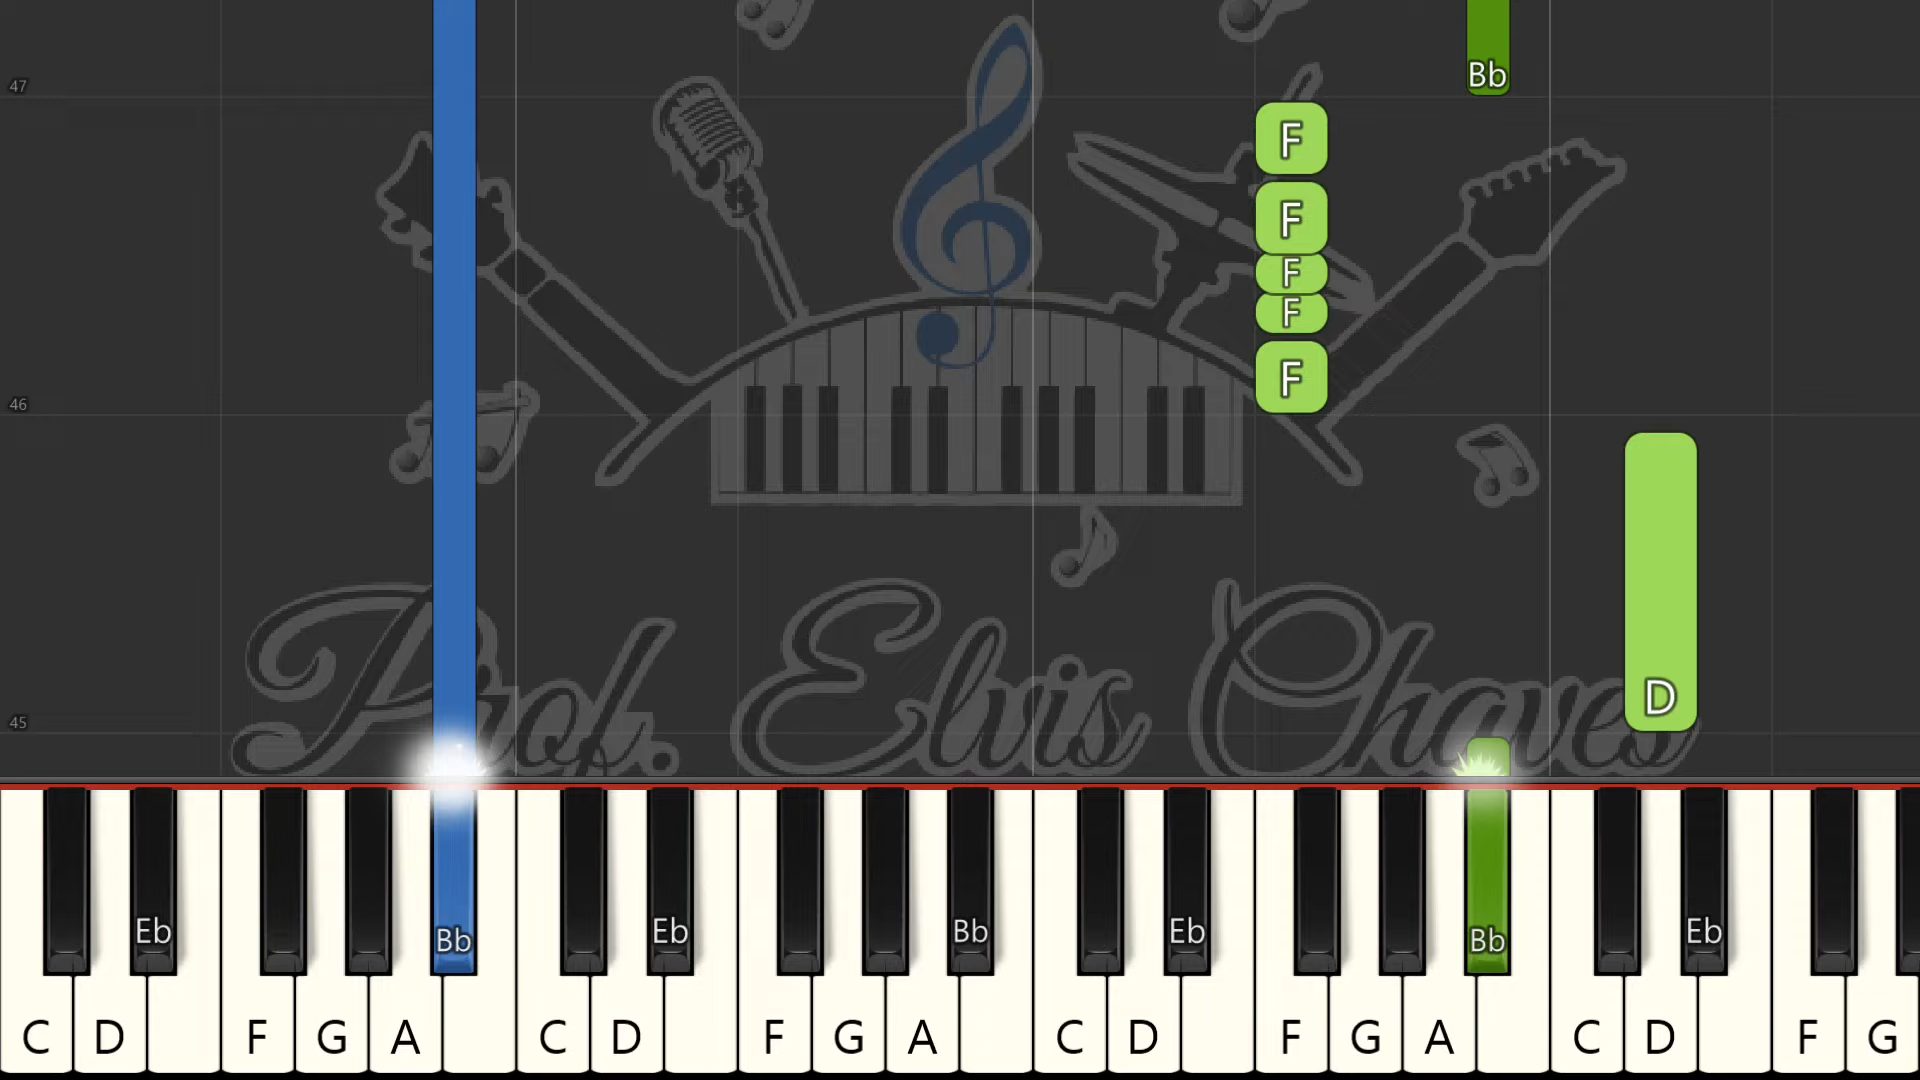 47
Bb
F
F
F
F
46
F
D
45
Prof. Elvis Chaves
Eb Bb Eb Bb Eb Bb Eb
C D F G A C D F G A C D F G A C D F G